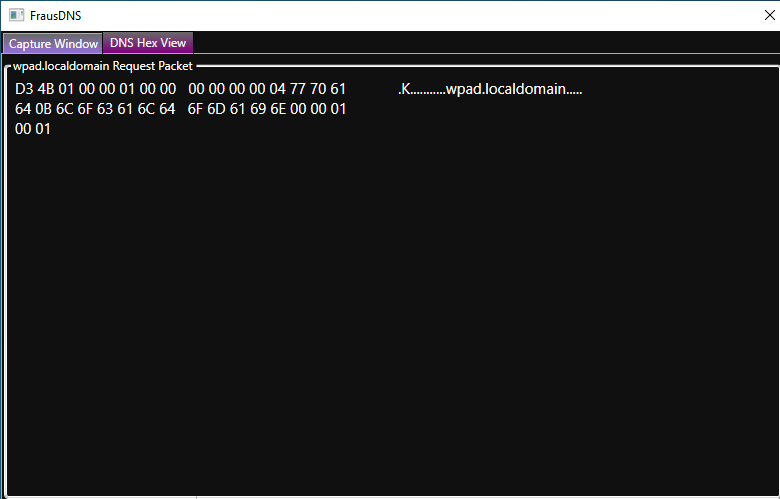 FrausDNS
Capture Window DNS Hex View
wpad.localdomain Request Packet
D3 4B 01 00 00 01 00 00 00 00 00 00 04 77 70 61 .K...........wpad.localdomain.....
64 0B 6C 6F 63 61 6C 64 6F 6D 61 69 6E 00 00 01
00 01